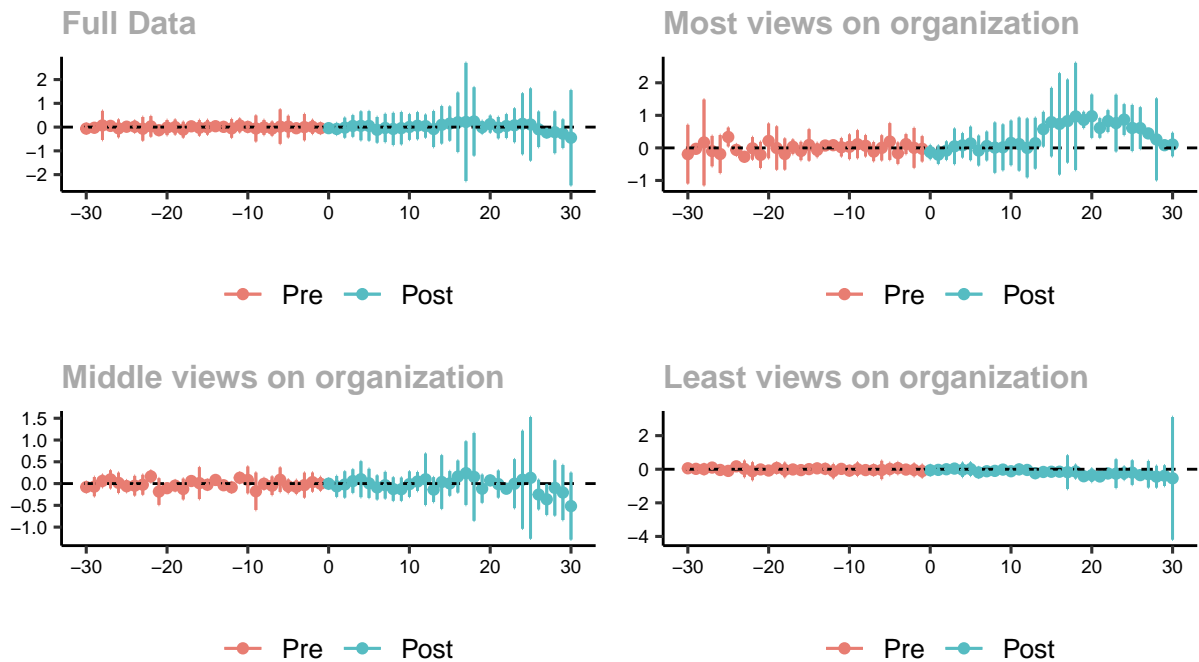 Full Data
2
1
0
−1
−2
−30 −20 −10 0 10 20 30
Pre Post
Most views on organization
2
1
0
−1
−30 −20 −10 0 10 20 30
Pre Post
Middle views on organization
1.5
1.0
0.5
0.0
−0.5
−1.0
−30 −20 −10 0 10 20 30
Pre Post
Least views on organization
2
0
−2
−4
−30 −20 −10 0 10 20 30
Pre Post